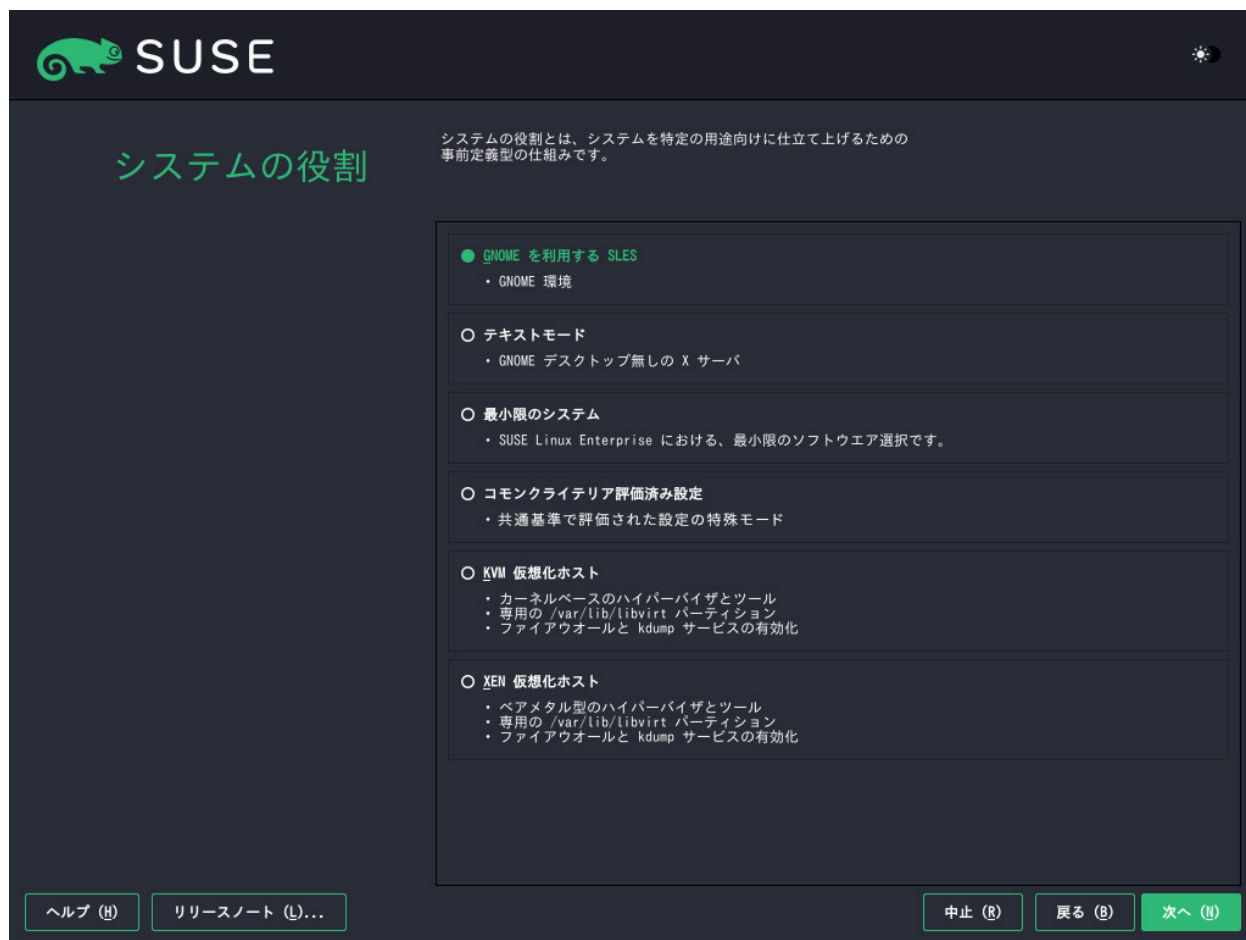 SUSE
システムの役割
システムの役割とは、システムを特定の用途向けに仕立て上げるための
事前定義型の仕組みです。
GNOME を利用する SLES
・ GNOME 環境
テキストモード
・ GNOME デスクトップ無しの X サーバ
最小限のシステム
・ SUSE Linux Enterprise における、最小限のソフトウエア選択です。
コモンクライテリア評価済み設定
・ 共通基準で評価された設定の特殊モード
KVM 仮想化ホスト
・ カーネルベースのハイパーバイザとツール
・ 専用の /var/lib/libvirt パーティション
・ ファイアウオールと kdump サービスの有効化
XEN 仮想化ホスト
・ ベアメタル型のハイパーバイザとツール
・ 専用の /var/lib/libvirt パーティション
・ ファイアウオールと kdump サービスの有効化
ヘルプ (H)
リリースノート (L)...
中止 (R)
戻る (B)
次へ (N)